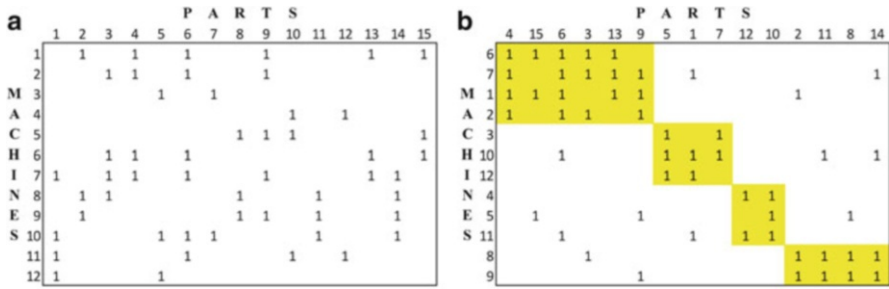 a
P A R T S
1 2 3 4 5 6 7 8 9 10 11 12 13 14 15
1 1 1 1 1 1 1
2 1 1 1 1
M 3 1 1
A 4 1 1
C 5 1 1 1 1
H 6 1 1 1 1 1
I 7 1 1 1 1 1 1 1
N 8 1 1 1 1 1
E 9 1 1 1 1 1
S 10 1 1 1 1 1 1
11 1 1 1 1
12 1 1
b
P A R T S
4 15 6 3 13 9 5 1 7 12 10 2 11 8 14
6 1 1 1 1 1
7 1 1 1 1 1 1 1
M 1 1 1 1 1 1 1
A 2 1 1 1 1
C 3 1 1
H 10 1 1 1 1 1 1
I 12 1 1
N 4 1 1
E 5 1 1 1 1
S 11 1 1 1 1
8 1 1 1 1 1
9 1 1 1 1 1